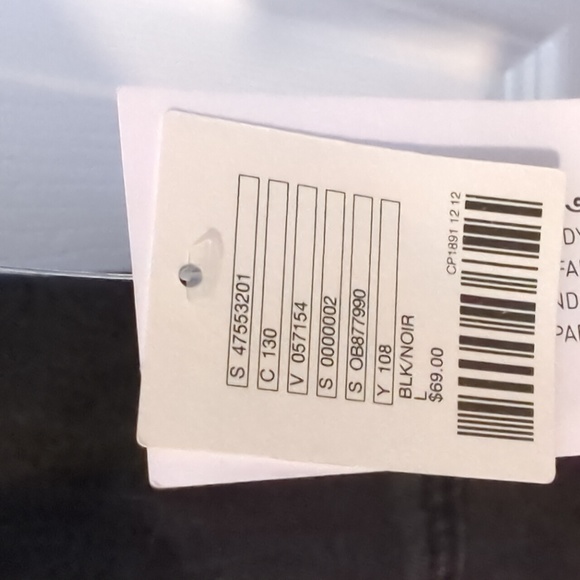 S 47553201
C 130
V 057154
S 0000002
S OB877990
Y 108
BLK/NOIR
L
$69.00
CP1891 12 12